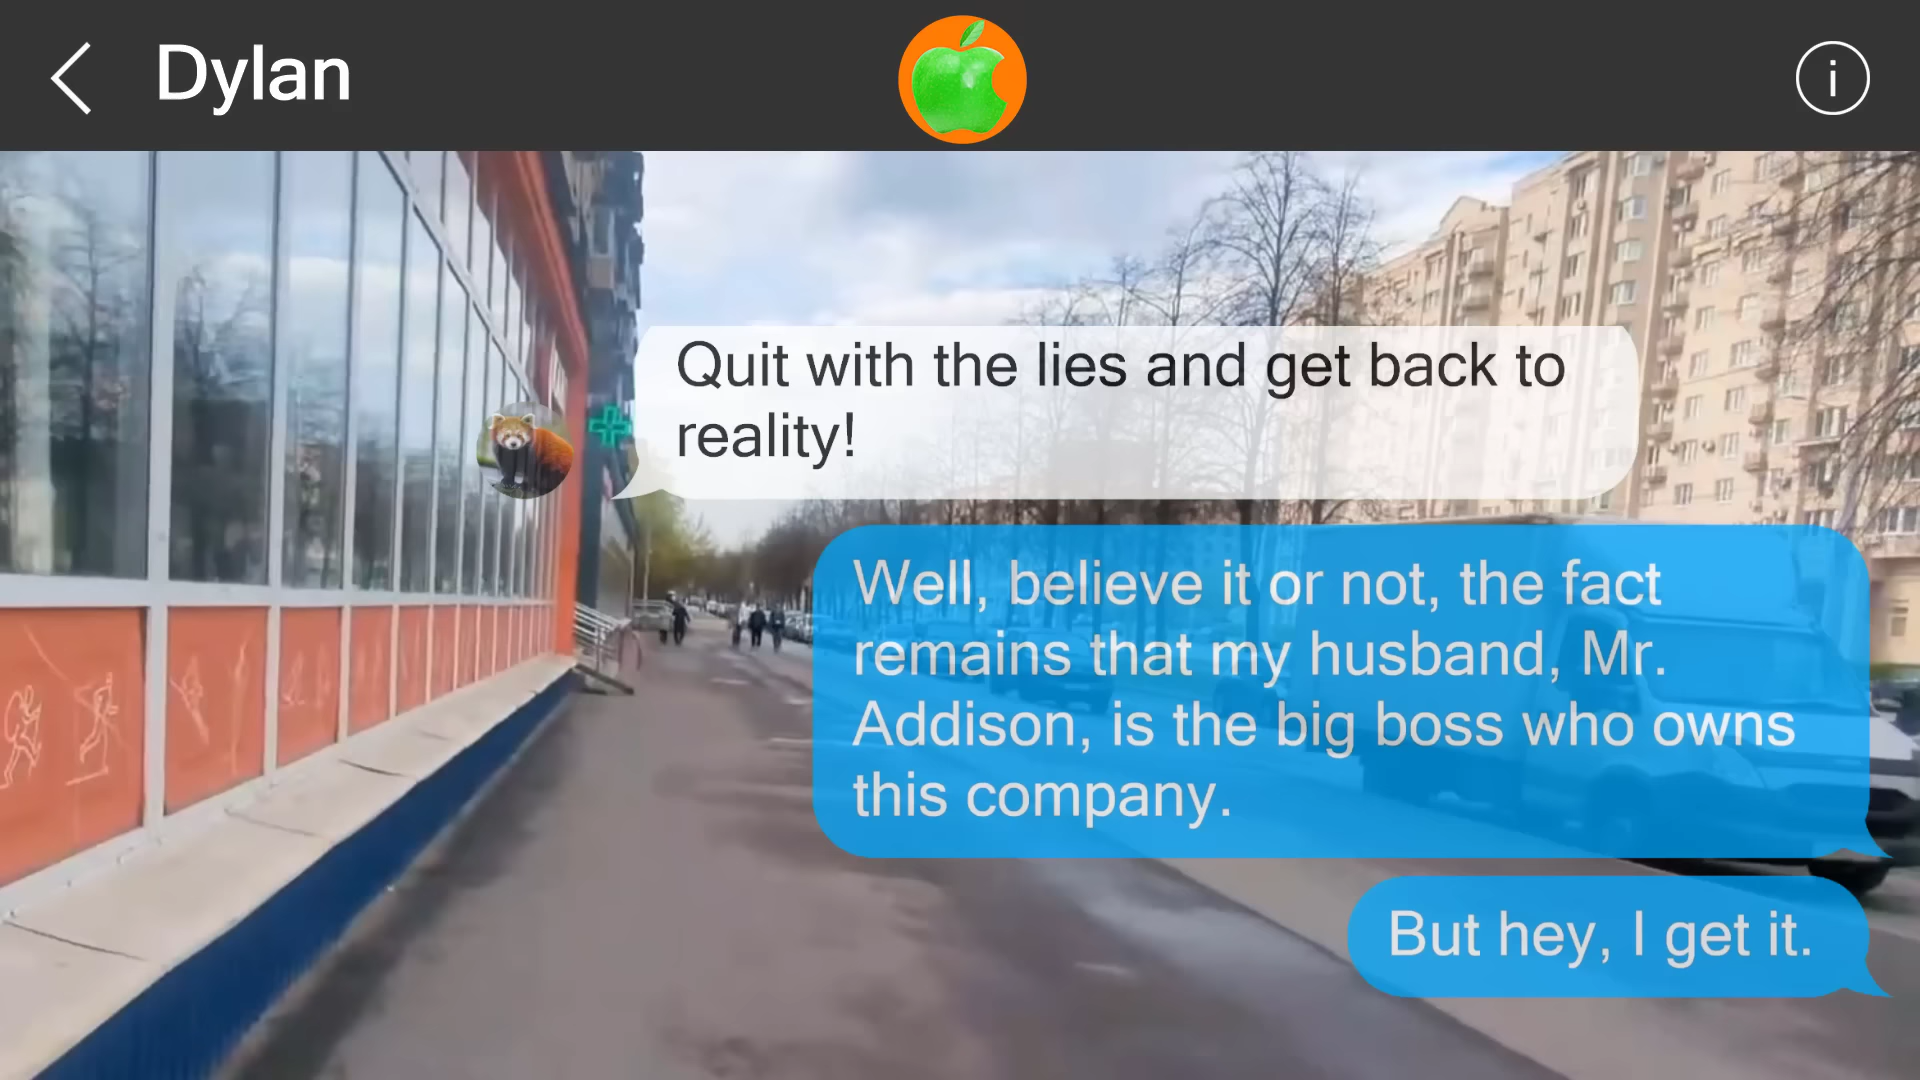 Dylan
i
Quit with the lies and get back to
reality!
Well, believe it or not, the fact
remains that my husband, Mr.
Addison, is the big boss who owns
this company.
But hey, I get it.